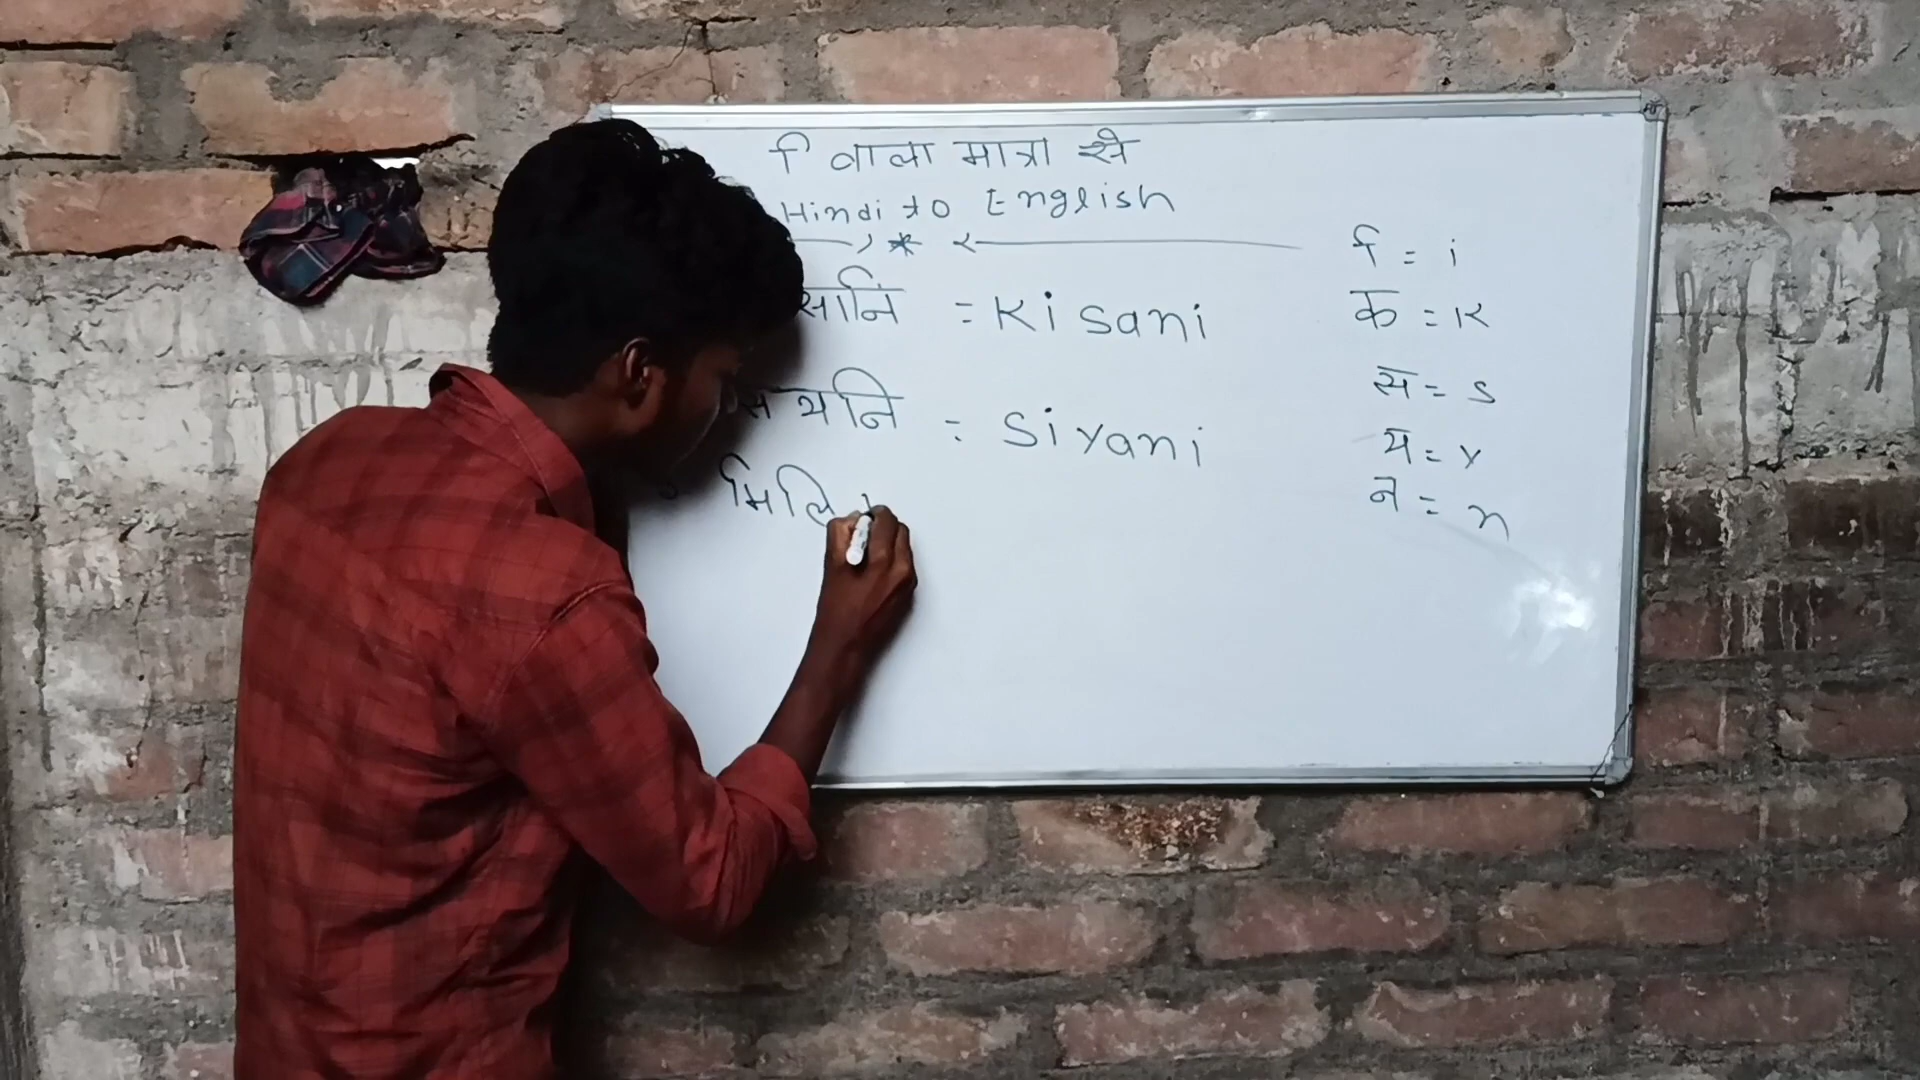 ि वाला मात्रा से
Hindi to English
सानि = Kisani
स यनि = Siyani
मिलि
ि = i
क = K
स = s
य = y
न = n